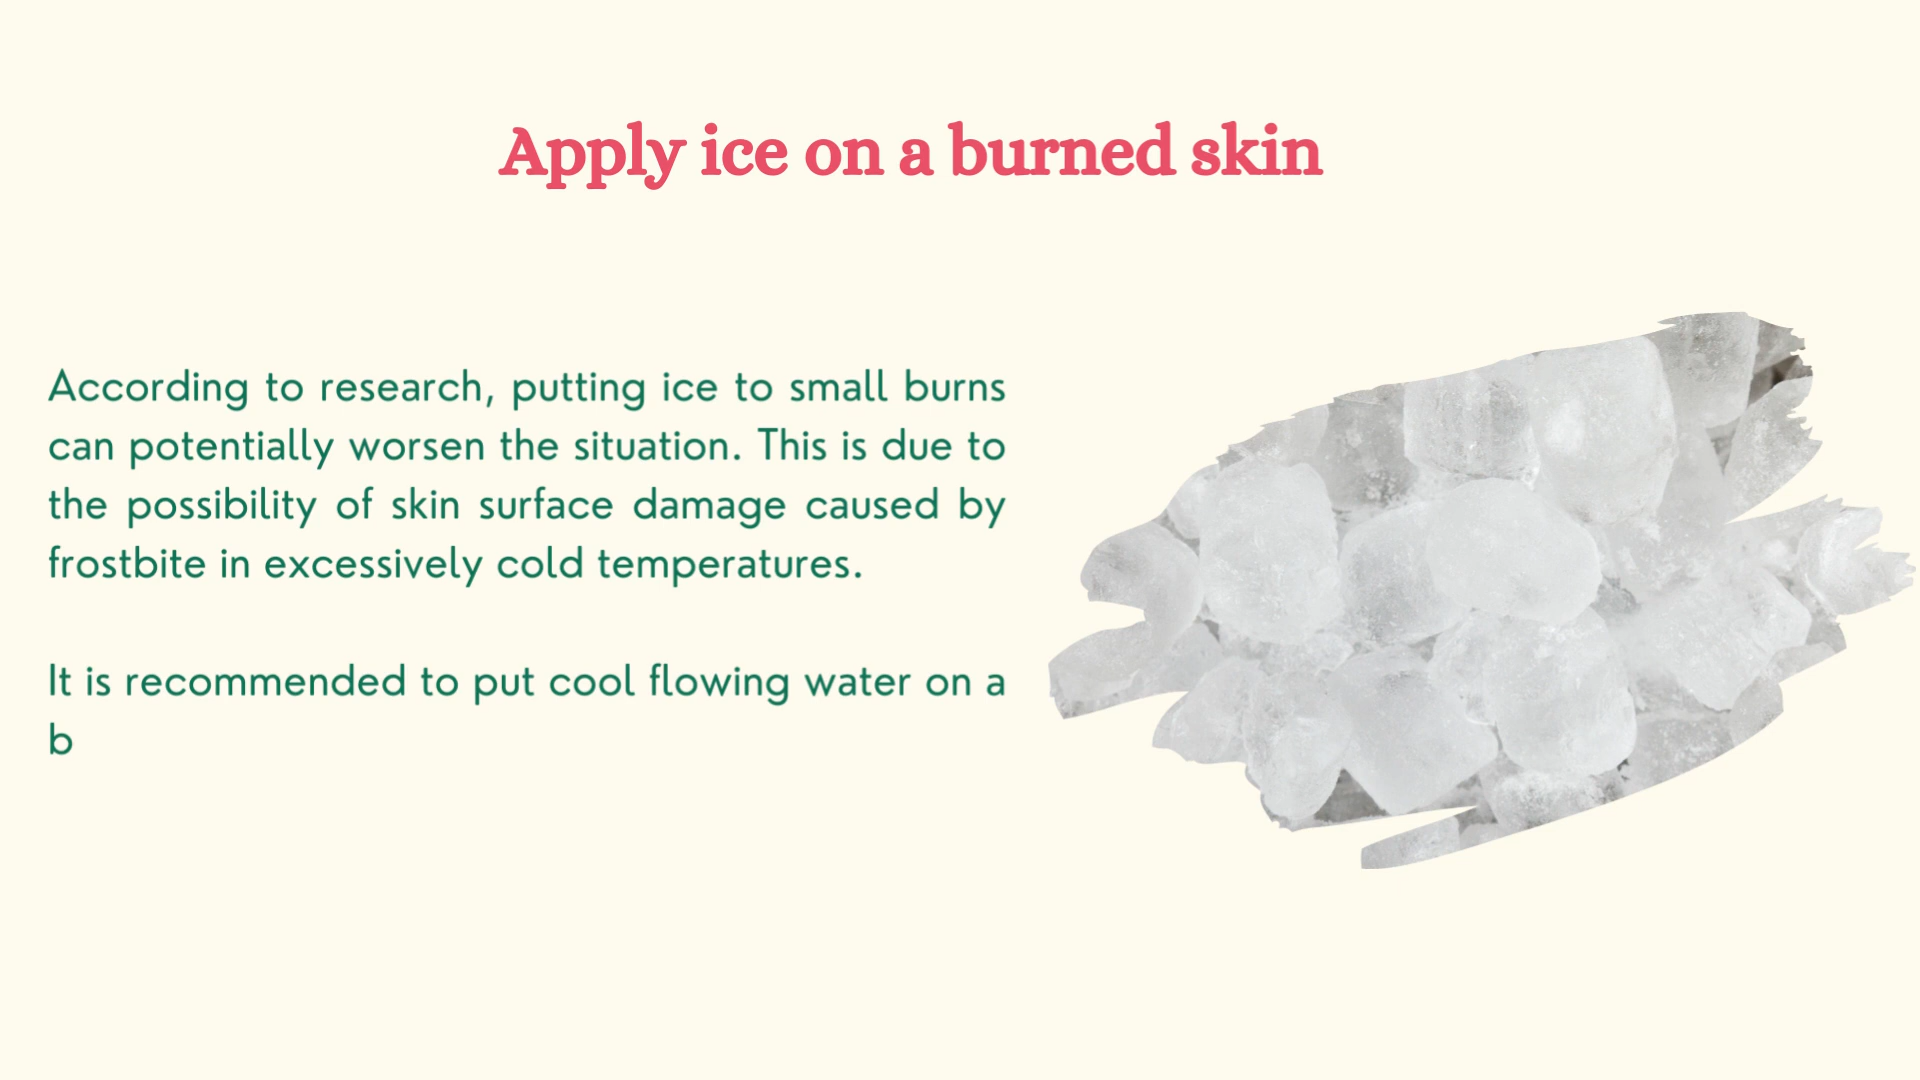 Apply ice on a burned skin
According to research, putting ice to small burns
can potentially worsen the situation. This is due to
the possibility of skin surface damage caused by
frostbite in excessively cold temperatures.
It is recommended to put cool flowing water on a
b